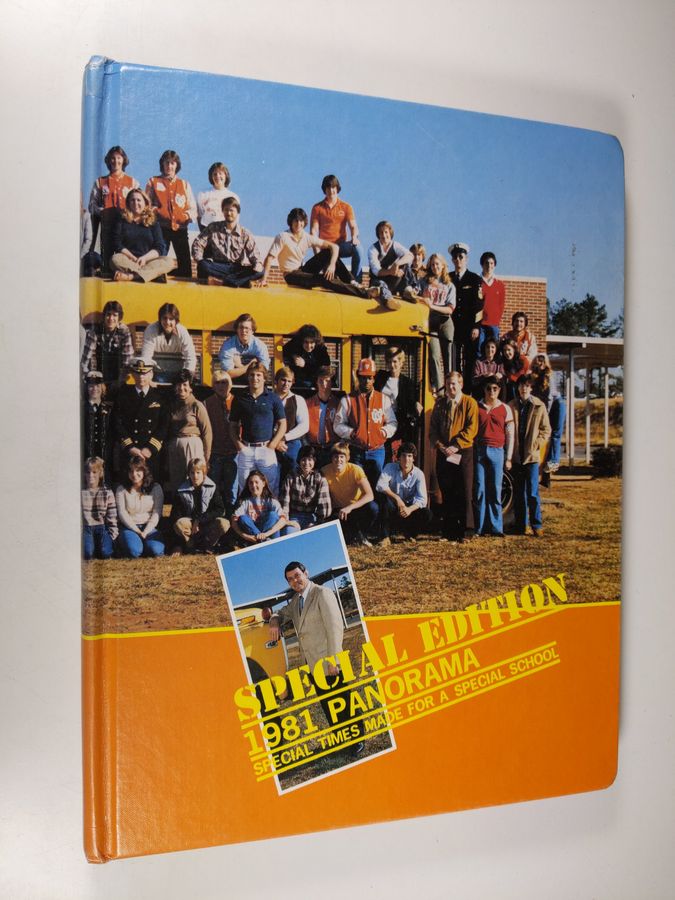 SPECIAL EDITION
1981 PANORAMA
SPECIAL TIMES MADE FOR A SPECIAL SCHOOL